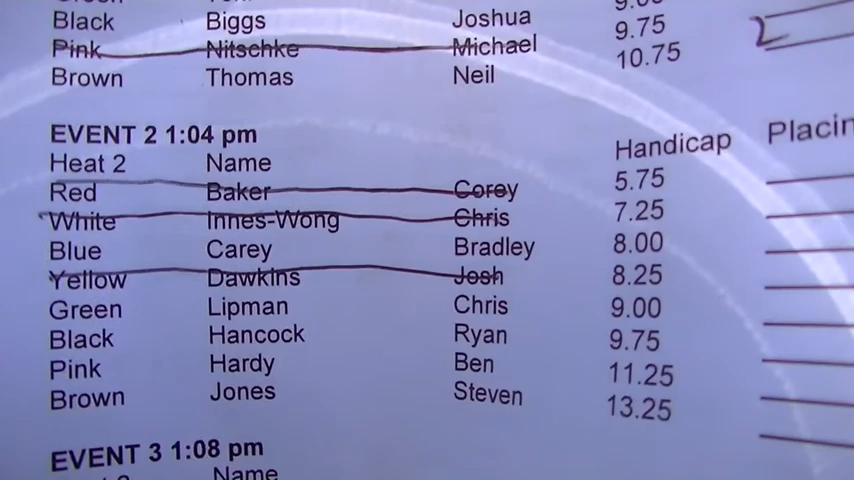 Black Biggs Joshua 9.75
Pink Nitschke Michael 10.75
Brown Thomas Neil
2
EVENT 2 1:04 pm
Heat 2 Name Handicap
Red Baker Corey 5.75
White Innes-Wong Chris 7.25
Blue Carey Bradley 8.00
Yellow Dawkins Josh 8.25
Green Lipman Chris 9.00
Black Hancock Ryan 9.75
Pink Hardy Ben 11.25
Brown Jones Steven 13.25
EVENT 3 1:08 pm
Name